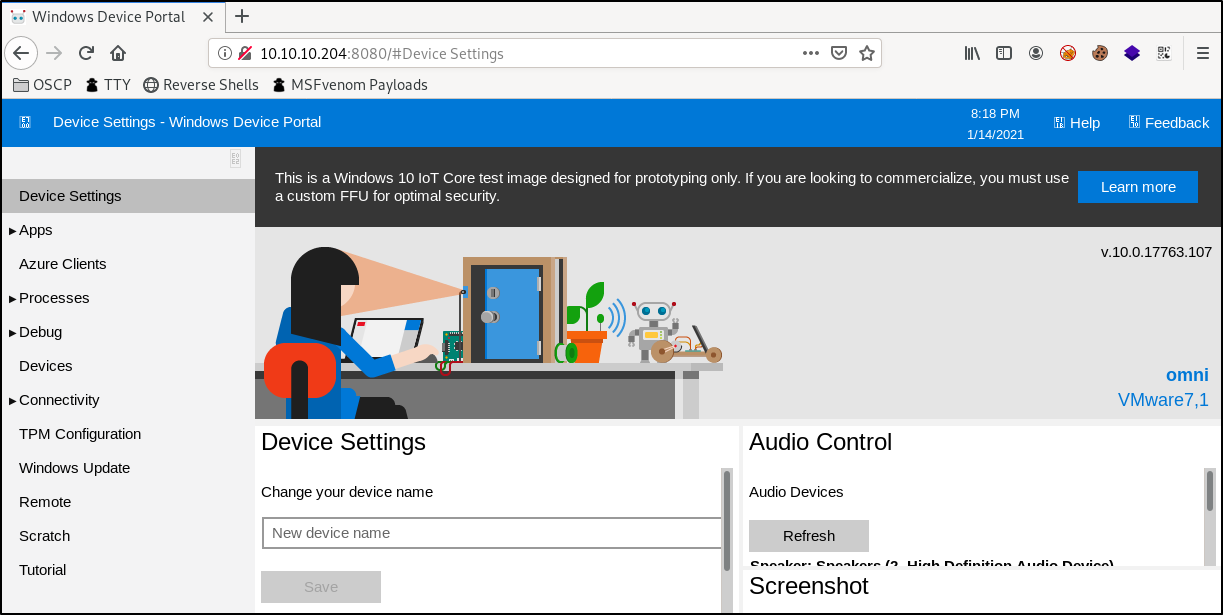 Windows Device Portal
10.10.10.204:8080/#Device Settings
OSCP TTY Reverse Shells MSFvenom Payloads
Device Settings - Windows Device Portal
8:18 PM
1/14/2021
Help
Feedback
This is a Windows 10 IoT Core test image designed for prototyping only. If you are looking to commercialize, you must use
a custom FFU for optimal security.
Learn more
Device Settings
Apps
Azure Clients
Processes
Debug
Devices
Connectivity
TPM Configuration
Windows Update
Remote
Scratch
Tutorial
v.10.0.17763.107
omni
VMware7,1
Device Settings
Change your device name
New device name
Save
Audio Control
Audio Devices
Refresh
Speaker: Speakers (2- High Definition Audio Device)
Screenshot